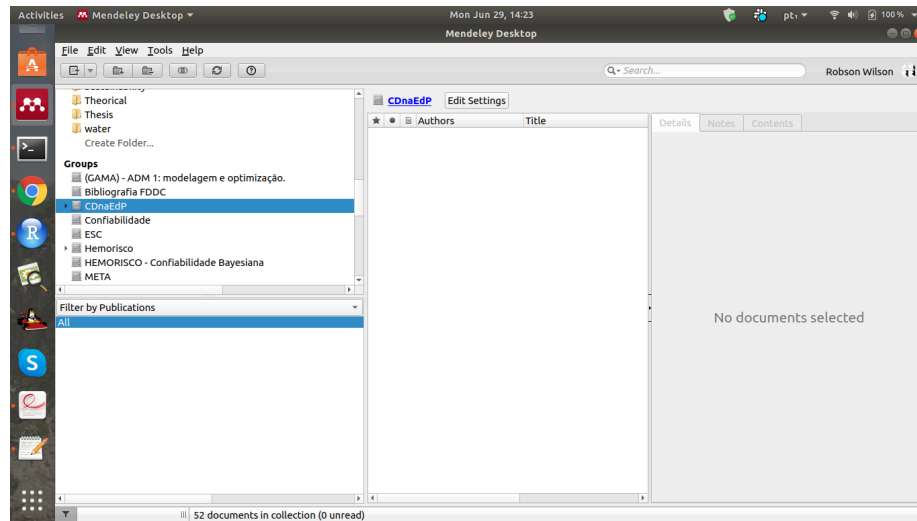 Activities Mendeley Desktop Mon Jun 29, 14:23 pt₁ 100 %
Mendeley Desktop
File Edit View Tools Help
Search... Robson Wilson
Theorical
Thesis
water
Create Folder...
Groups
(GAMA) - ADM 1: modelagem e optimização.
Bibliografia FDDC
CDnaEdP
Confiabilidade
ESC
Hemorisco
HEMORISCO - Confiabilidade Bayesiana
META
Filter by Publications
All
CDnaEdP Edit Settings
Authors Title
Details Notes Contents
No documents selected
52 documents in collection (0 unread)